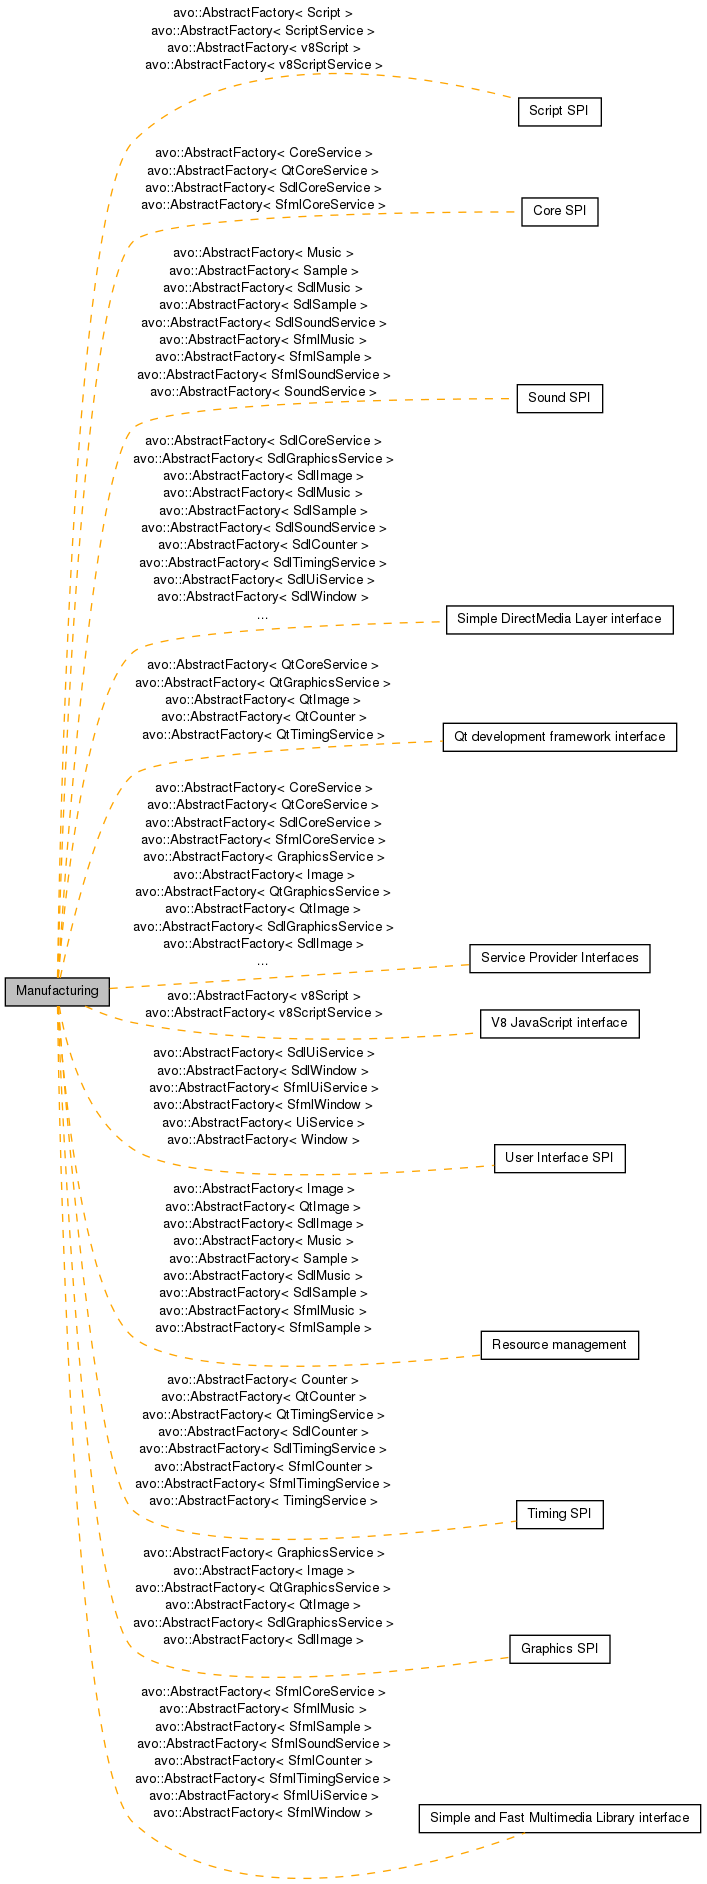 avo::AbstractFactory< Script >
avo::AbstractFactory< ScriptService >
avo::AbstractFactory< v8Script >
avo::AbstractFactory< v8ScriptService >
Script SPI
avo::AbstractFactory< CoreService >
avo::AbstractFactory< QtCoreService >
avo::AbstractFactory< SdlCoreService >
avo::AbstractFactory< SfmlCoreService >
Core SPI
avo::AbstractFactory< Music >
avo::AbstractFactory< Sample >
avo::AbstractFactory< SdlMusic >
avo::AbstractFactory< SdlSample >
avo::AbstractFactory< SdlSoundService >
avo::AbstractFactory< SfmlMusic >
avo::AbstractFactory< SfmlSample >
avo::AbstractFactory< SfmlSoundService >
avo::AbstractFactory< SoundService >
Sound SPI
avo::AbstractFactory< SdlCoreService >
avo::AbstractFactory< SdlGraphicsService >
avo::AbstractFactory< SdlImage >
avo::AbstractFactory< SdlMusic >
avo::AbstractFactory< SdlSample >
avo::AbstractFactory< SdlSoundService >
avo::AbstractFactory< SdlCounter >
avo::AbstractFactory< SdlTimingService >
avo::AbstractFactory< SdlUiService >
avo::AbstractFactory< SdlWindow >
...
Simple DirectMedia Layer interface
avo::AbstractFactory< QtCoreService >
avo::AbstractFactory< QtGraphicsService >
avo::AbstractFactory< QtImage >
avo::AbstractFactory< QtCounter >
avo::AbstractFactory< QtTimingService >
Qt development framework interface
avo::AbstractFactory< CoreService >
avo::AbstractFactory< QtCoreService >
avo::AbstractFactory< SdlCoreService >
avo::AbstractFactory< SfmlCoreService >
avo::AbstractFactory< GraphicsService >
avo::AbstractFactory< Image >
avo::AbstractFactory< QtGraphicsService >
avo::AbstractFactory< QtImage >
avo::AbstractFactory< SdlGraphicsService >
avo::AbstractFactory< SdlImage >
...
Service Provider Interfaces
Manufacturing
avo::AbstractFactory< v8Script >
avo::AbstractFactory< v8ScriptService >
V8 JavaScript interface
avo::AbstractFactory< SdlUiService >
avo::AbstractFactory< SdlWindow >
avo::AbstractFactory< SfmlUiService >
avo::AbstractFactory< SfmlWindow >
avo::AbstractFactory< UiService >
avo::AbstractFactory< Window >
User Interface SPI
avo::AbstractFactory< Image >
avo::AbstractFactory< QtImage >
avo::AbstractFactory< SdlImage >
avo::AbstractFactory< Music >
avo::AbstractFactory< Sample >
avo::AbstractFactory< SdlMusic >
avo::AbstractFactory< SdlSample >
avo::AbstractFactory< SfmlMusic >
avo::AbstractFactory< SfmlSample >
Resource management
avo::AbstractFactory< Counter >
avo::AbstractFactory< QtCounter >
avo::AbstractFactory< QtTimingService >
avo::AbstractFactory< SdlCounter >
avo::AbstractFactory< SdlTimingService >
avo::AbstractFactory< SfmlCounter >
avo::AbstractFactory< SfmlTimingService >
avo::AbstractFactory< TimingService >
Timing SPI
avo::AbstractFactory< GraphicsService >
avo::AbstractFactory< Image >
avo::AbstractFactory< QtGraphicsService >
avo::AbstractFactory< QtImage >
avo::AbstractFactory< SdlGraphicsService >
avo::AbstractFactory< SdlImage >
Graphics SPI
avo::AbstractFactory< SfmlCoreService >
avo::AbstractFactory< SfmlMusic >
avo::AbstractFactory< SfmlSample >
avo::AbstractFactory< SfmlSoundService >
avo::AbstractFactory< SfmlCounter >
avo::AbstractFactory< SfmlTimingService >
avo::AbstractFactory< SfmlUiService >
avo::AbstractFactory< SfmlWindow >
Simple and Fast Multimedia Library interface